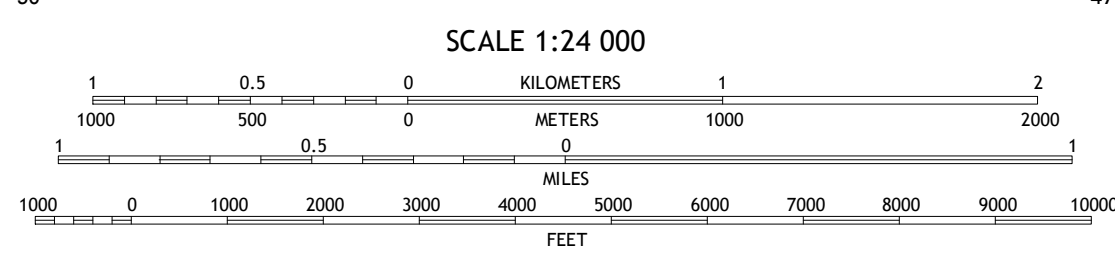 SCALE 1:24 000
1 0.5 0 KILOMETERS 1 2
1000 500 0 METERS 1000 2000
1 0.5 0 1
MILES
1000 0 1000 2000 3000 4000 5000 6000 7000 8000 9000 10000
FEET